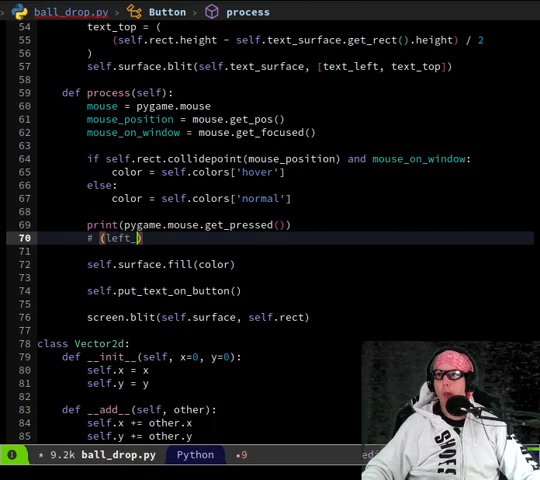 ball_drop.py > Button > process
54 text_top = (
55 (self.rect.height - self.text_surface.get_rect().height) / 2
56 )
57 self.surface.blit(self.text_surface, [text_left, text_top])
58
59 def process(self):
60 mouse = pygame.mouse
61 mouse_position = mouse.get_pos()
62 mouse_on_window = mouse.get_focused()
63
64 if self.rect.collidepoint(mouse_position) and mouse_on_window:
65 color = self.colors['hover']
66 else:
67 color = self.colors['normal']
68
69 print(pygame.mouse.get_pressed())
70 # (left_)
71
72 self.surface.fill(color)
73
74 self.put_text_on_button()
75
76 screen.blit(self.surface, self.rect)
77
78 class Vector2d:
79 def __init__(self, x=0, y=0):
80 self.x = x
81 self.y = y
82
83 def __add__(self, other):
84 self.x += other.x
85 self.y += other.y
* 9.2k ball_drop.py Python •9
SHOES